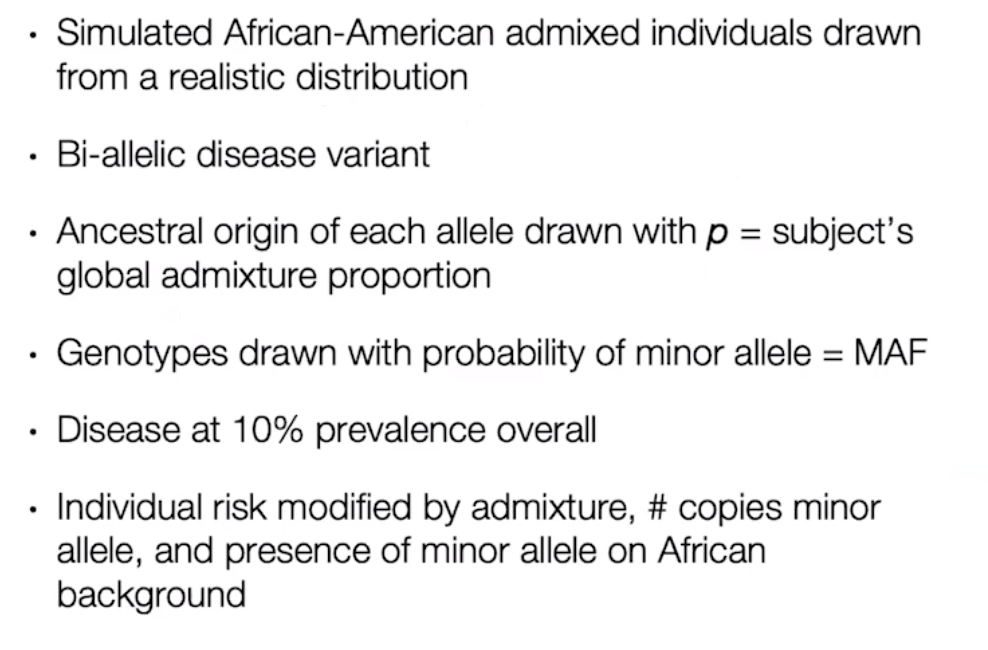 • Simulated African-American admixed individuals drawn
from a realistic distribution
• Bi-allelic disease variant
• Ancestral origin of each allele drawn with p = subject's
global admixture proportion
• Genotypes drawn with probability of minor allele = MAF
• Disease at 10% prevalence overall
• Individual risk modified by admixture, # copies minor
allele, and presence of minor allele on African
background